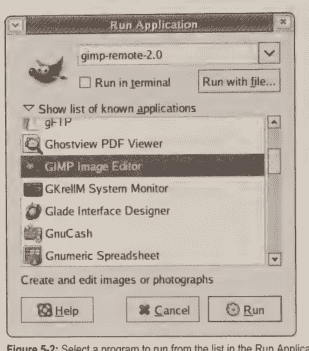 Run Application
gimp-remote-2.0
Run in terminal
Run with file...
Show list of known applications
gFTP
Ghostview PDF Viewer
GIMP Image Editor
GKrellM System Monitor
Glade Interface Designer
GnuCash
Gnumeric Spreadsheet
Create and edit images or photographs
Help
Cancel
Run
Figure 5-2: Select a program to run from the list in the Run Applica